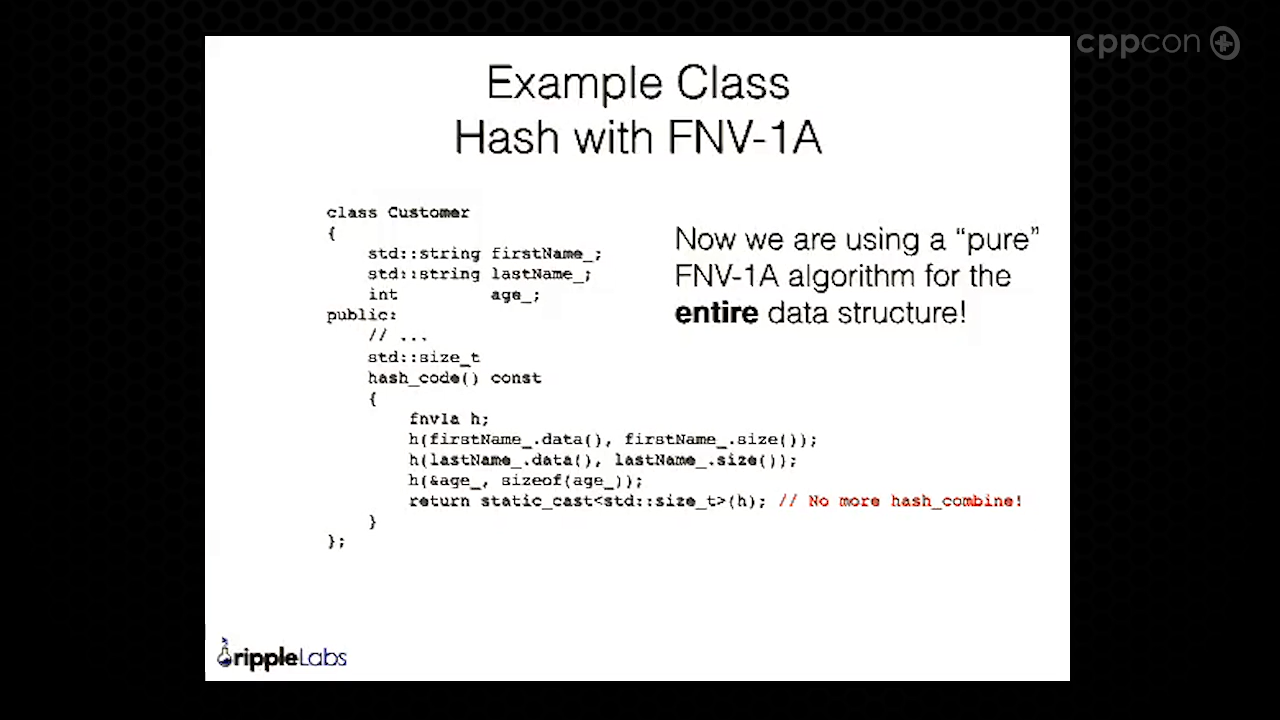 cppcon
Example Class
Hash with FNV-1A
class Customer
{
    std::string firstName_;
    std::string lastName_;
    int         age_;
public:
    // ...
    std::size_t
    hash_code() const
    {
        fnv1a h;
        h(firstName_.data(), firstName_.size());
        h(lastName_.data(), lastName_.size());
        h(&age_, sizeof(age_));
        return static_cast<std::size_t>(h); // No more hash_combine!
    }
};
Now we are using a “pure”
FNV-1A algorithm for the
entire data structure!
rippleLabs